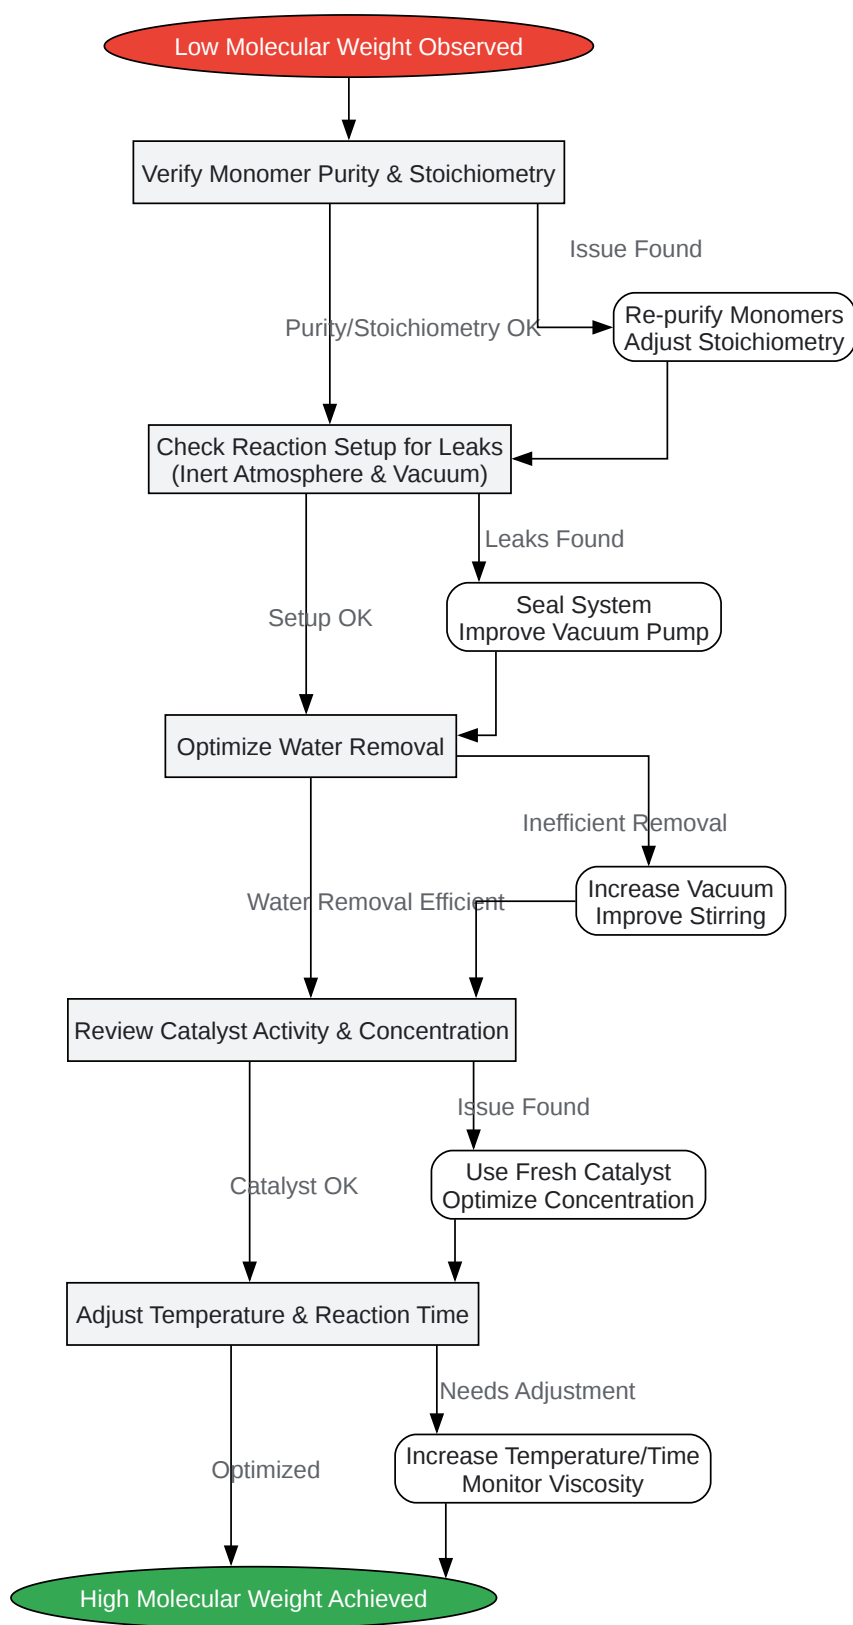 Low Molecular Weight Observed
Verify Monomer Purity & Stoichiometry
Issue Found
Re-purify Monomers
Adjust Stoichiometry
Purity/Stoichiometry OK
Check Reaction Setup for Leaks
(Inert Atmosphere & Vacuum)
Leaks Found
Seal System
Improve Vacuum Pump
Setup OK
Optimize Water Removal
Inefficient Removal
Increase Vacuum
Improve Stirring
Water Removal Efficient
Review Catalyst Activity & Concentration
Issue Found
Use Fresh Catalyst
Optimize Concentration
Catalyst OK
Adjust Temperature & Reaction Time
Needs Adjustment
Increase Temperature/Time
Monitor Viscosity
Optimized
High Molecular Weight Achieved